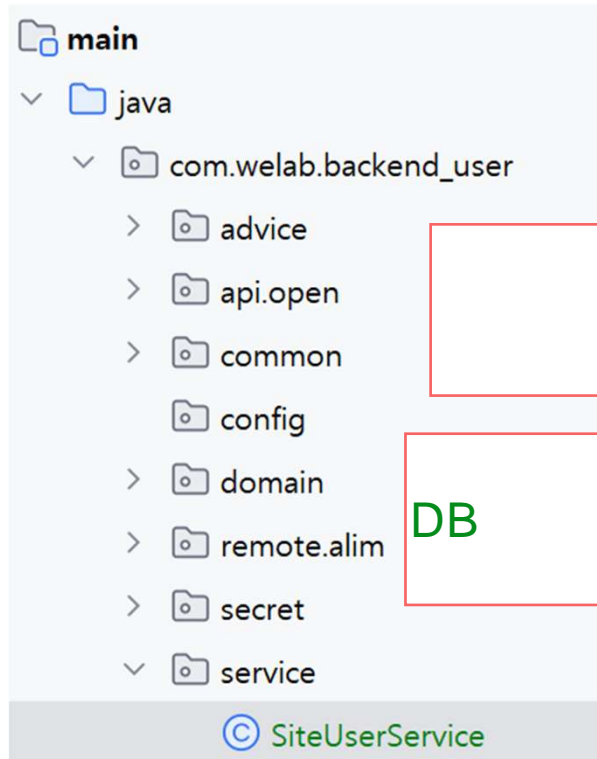 main
java
com.welab.backend_user
advice
api.open
common
config
domain
DB
remote.alim
secret
service
SiteUserService